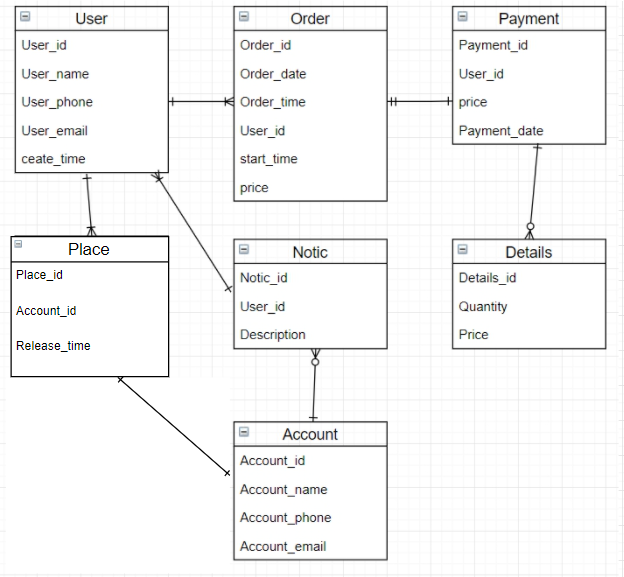 User
User_id
User_name
User_phone
User_email
ceate_time
Order
Order_id
Order_date
Order_time
User_id
start_time
price
Payment
Payment_id
User_id
price
Payment_date
Place
Place_id
Account_id
Release_time
Notic
Notic_id
User_id
Description
Details
Details_id
Quantity
Price
Account
Account_id
Account_name
Account_phone
Account_email